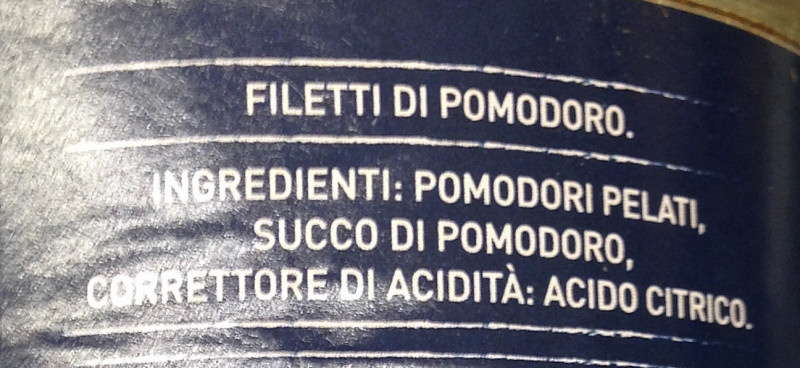 FILETTI DI POMODORO.
INGREDIENTI: POMODORI PELATI,
SUCCO DI POMODORO,
CORRETTORE DI ACIDITÀ: ACIDO CITRICO.